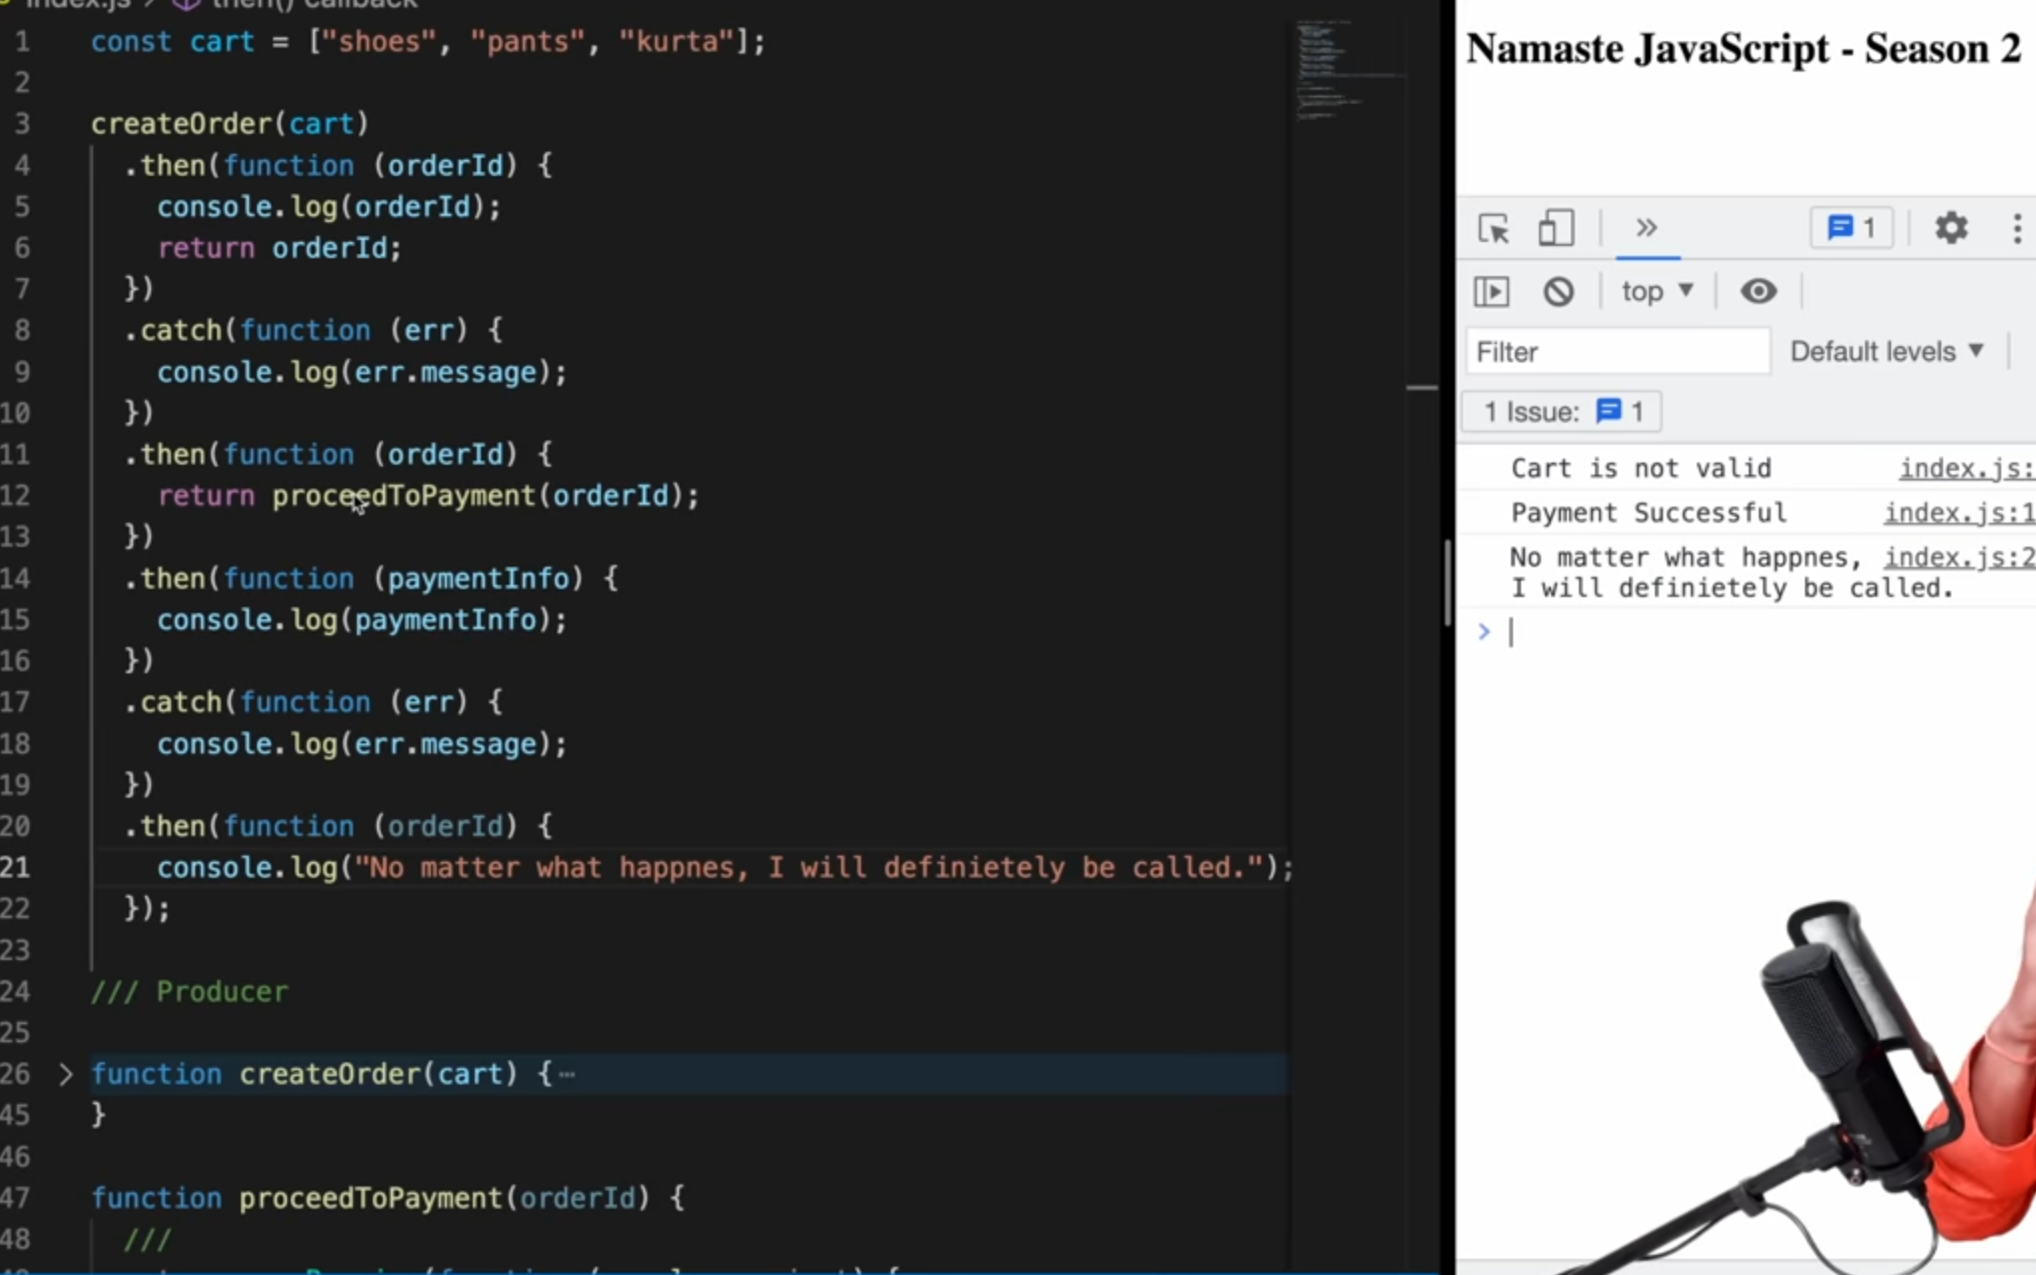 index.js > then() callback
1 const cart = ["shoes", "pants", "kurta"];
2
3 createOrder(cart)
4 .then(function (orderId) {
5 console.log(orderId);
6 return orderId;
7 })
8 .catch(function (err) {
9 console.log(err.message);
10 })
11 .then(function (orderId) {
12 return proceedToPayment(orderId);
13 })
14 .then(function (paymentInfo) {
15 console.log(paymentInfo);
16 })
17 .catch(function (err) {
18 console.log(err.message);
19 })
20 .then(function (orderId) {
21 console.log("No matter what happnes, I will definietely be called.");
22 });
23
24 /// Producer
25
26 > function createOrder(cart) {⋯
45 }
46
47 function proceedToPayment(orderId) {
48 ///
Namaste JavaScript - Season 2
» 1
top ▼
Filter Default levels ▼
1 Issue: 1
Cart is not valid index.js:
Payment Successful index.js:1
No matter what happnes, index.js:2
I will definietely be called.
>